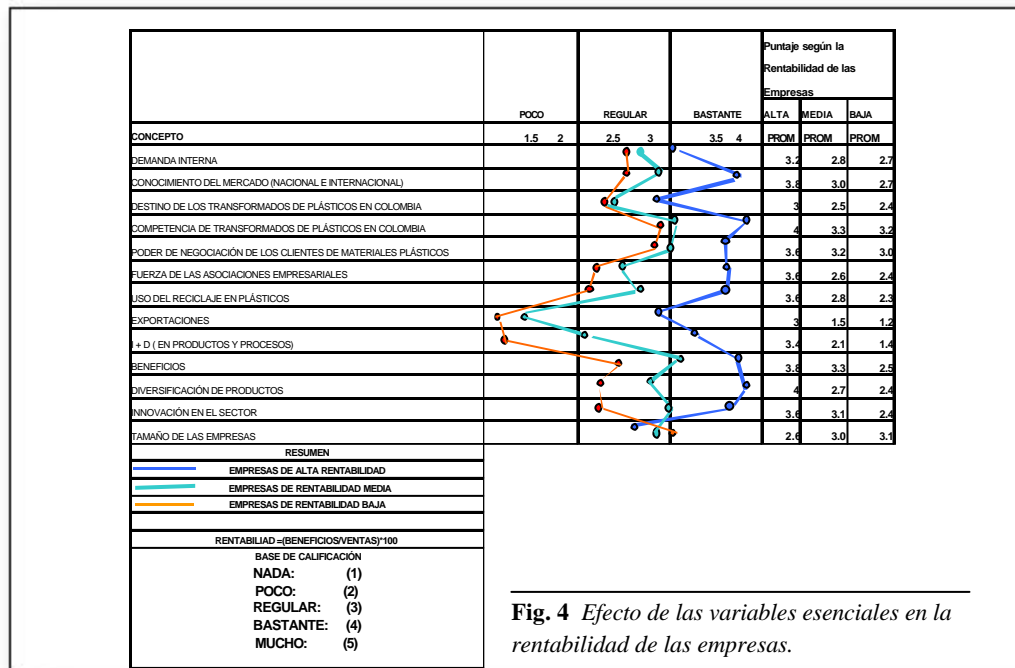 Puntaje según la
Rentabilidad de las
Empresas
POCO REGULAR BASTANTE ALTA MEDIA BAJA
CONCEPTO 1.5 2 2.5 3 3.5 4 PROM PROM PROM
DEMANDA INTERNA 3.2 2.8 2.7
CONOCIMIENTO DEL MERCADO (NACIONAL E INTERNACIONAL) 3.8 3.0 2.7
DESTINO DE LOS TRANSFORMADOS DE PLÁSTICOS EN COLOMBIA 3 2.5 2.4
COMPETENCIA DE TRANSFORMADOS DE PLÁSTICOS EN COLOMBIA 4 3.3 3.2
PODER DE NEGOCIACIÓN DE LOS CLIENTES DE MATERIALES PLÁSTICOS 3.6 3.2 3.0
FUERZA DE LAS ASOCIACIONES EMPRESARIALES 3.6 2.6 2.4
USO DEL RECICLAJE EN PLÁSTICOS 3.6 2.8 2.3
EXPORTACIONES 3 1.5 1.2
I + D ( EN PRODUCTOS Y PROCESOS) 3.4 2.1 1.4
BENEFICIOS 3.8 3.3 2.5
DIVERSIFICACIÓN DE PRODUCTOS 4 2.7 2.4
INNOVACIÓN EN EL SECTOR 3.6 3.1 2.4
TAMAÑO DE LAS EMPRESAS 2.6 3.0 3.1
RESUMEN
EMPRESAS DE ALTA RENTABILIDAD
EMPRESAS DE RENTABILIDAD MEDIA
EMPRESAS DE RENTABILIDAD BAJA
RENTABILIAD =(BENEFICIOS/VENTAS)*100
BASE DE CALIFICACIÓN
NADA: (1)
POCO: (2)
REGULAR: (3)
BASTANTE: (4)
MUCHO: (5)
Fig. 4 Efecto de las variables esenciales en la
rentabilidad de las empresas.